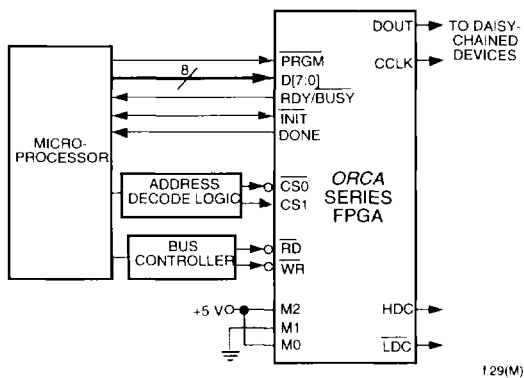 DOUT
TO DAISY-
CHAINED
DEVICES
CCLK
PRGM
8
D[7:0]
RDY/BUSY
INIT
DONE
MICRO-
PROCESSOR
ADDRESS
DECODE LOGIC
CS0
CS1
ORCA
SERIES
FPGA
BUS
CONTROLLER
RD
WR
+5 V
M2
M1
M0
HDC
LDC
f.29(M)